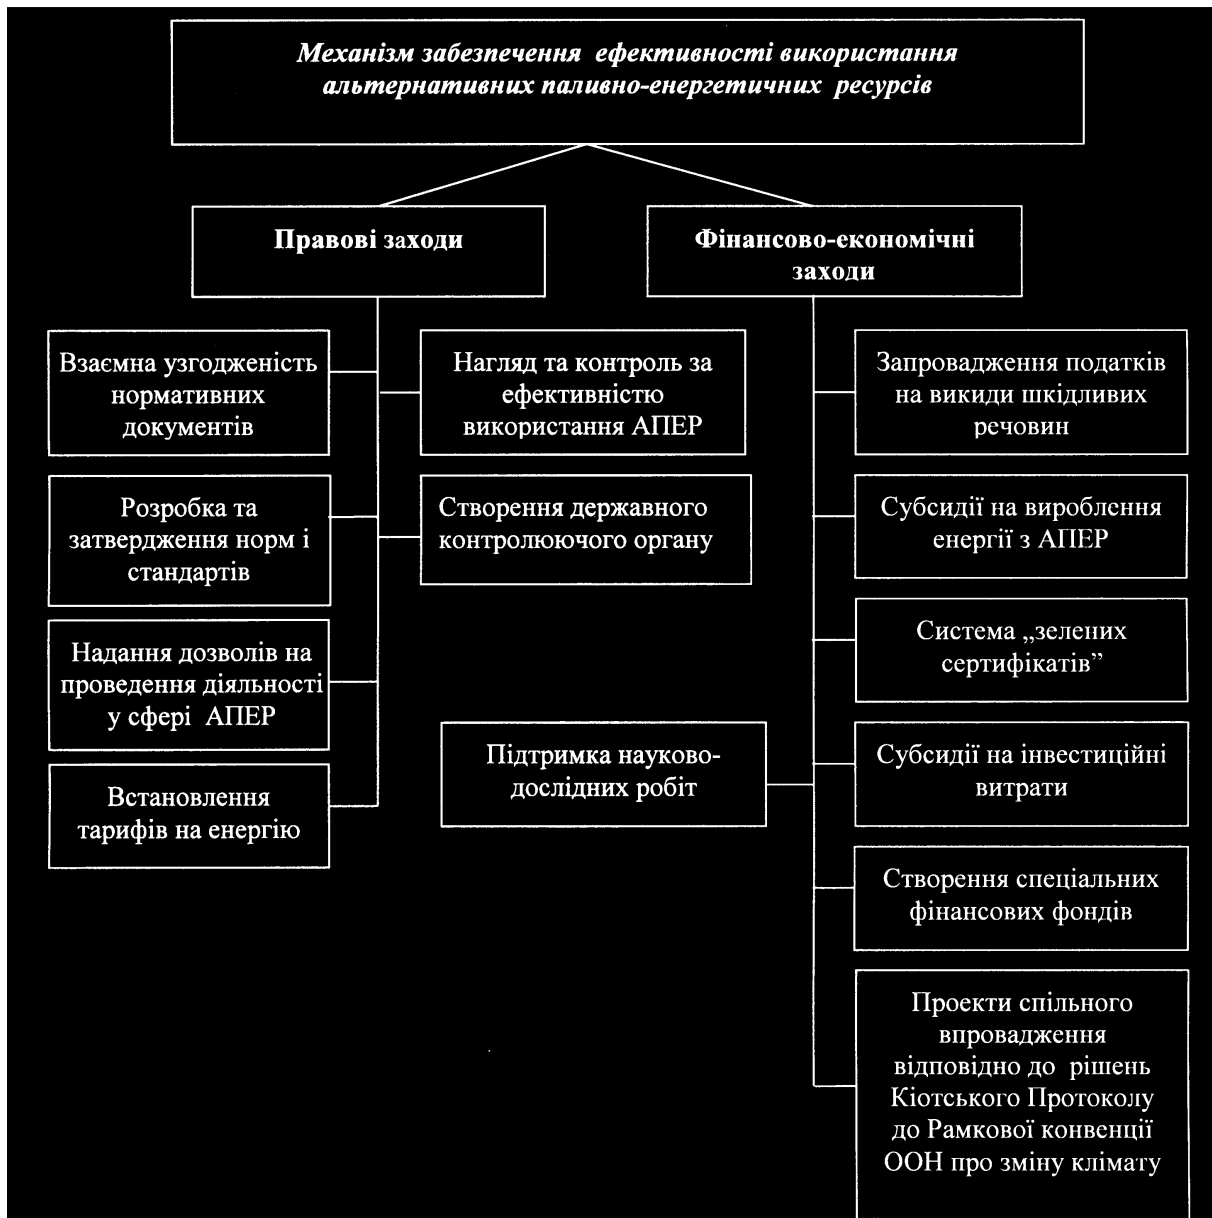 Механізм забезпечення ефективності використання
альтернативних паливно-енергетичних ресурсів
Правові заходи
Фінансово-економічні
заходи
Взаємна узгодженість
нормативних
документів
Нагляд та контроль за
ефективністю
використання АПЕР
Запровадження податків
на викиди шкідливих
речовин
Розробка та
затвердження норм і
стандартів
Створення державного
контролюючого органу
Субсидії на вироблення
енергії з АПЕР
Надання дозволів на
проведення діяльності
у сфері АПЕР
Система „зелених
сертифікатів”
Встановлення
тарифів на енергію
Підтримка науково-
дослідних робіт
Субсидії на інвестиційні
витрати
Створення спеціальних
фінансових фондів
Проекти спільного
впровадження
відповідно до рішень
Кіотського Протоколу
до Рамкової конвенції
ООН про зміну клімату